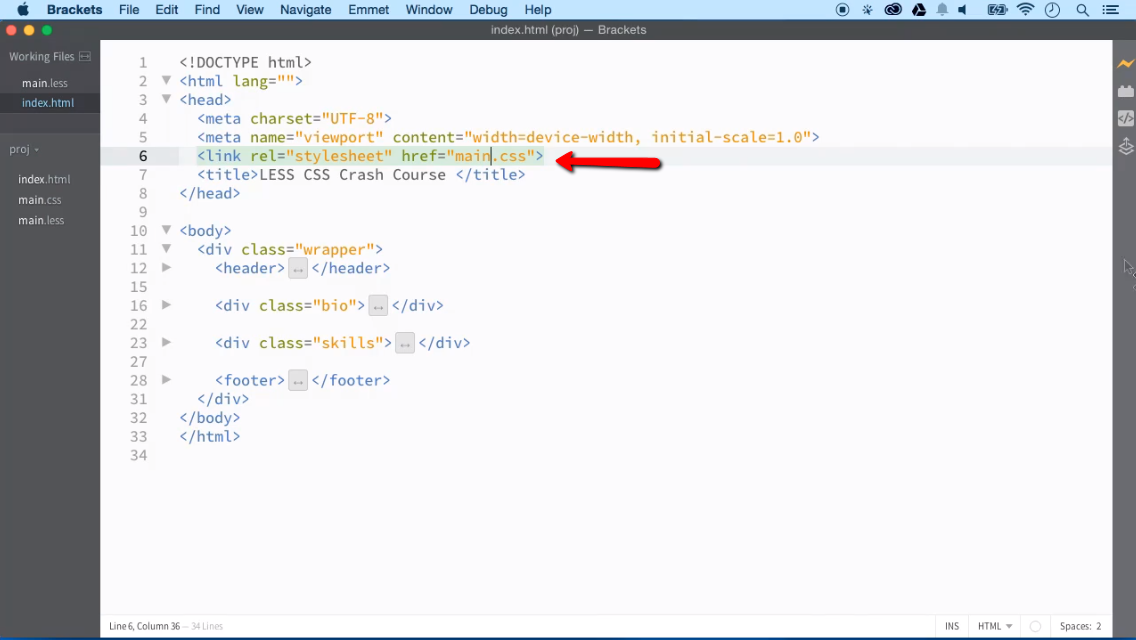 Brackets File Edit Find View Navigate Emmet Window Debug Help
index.html (proj) — Brackets
Working Files
main.less
index.html
proj
index.html
main.css
main.less
1 <!DOCTYPE html>
2 <html lang="">
3 <head>
4 <meta charset="UTF-8">
5 <meta name="viewport" content="width=device-width, initial-scale=1.0">
6 <link rel="stylesheet" href="main.css">
7 <title>LESS CSS Crash Course </title>
8 </head>
9
10 <body>
11 <div class="wrapper">
12 <header> </header>
15
16 <div class="bio"> </div>
22
23 <div class="skills"> </div>
27
28 <footer> </footer>
31 </div>
32 </body>
33 </html>
34
Line 6, Column 36 — 34 Lines INS HTML Spaces: 2